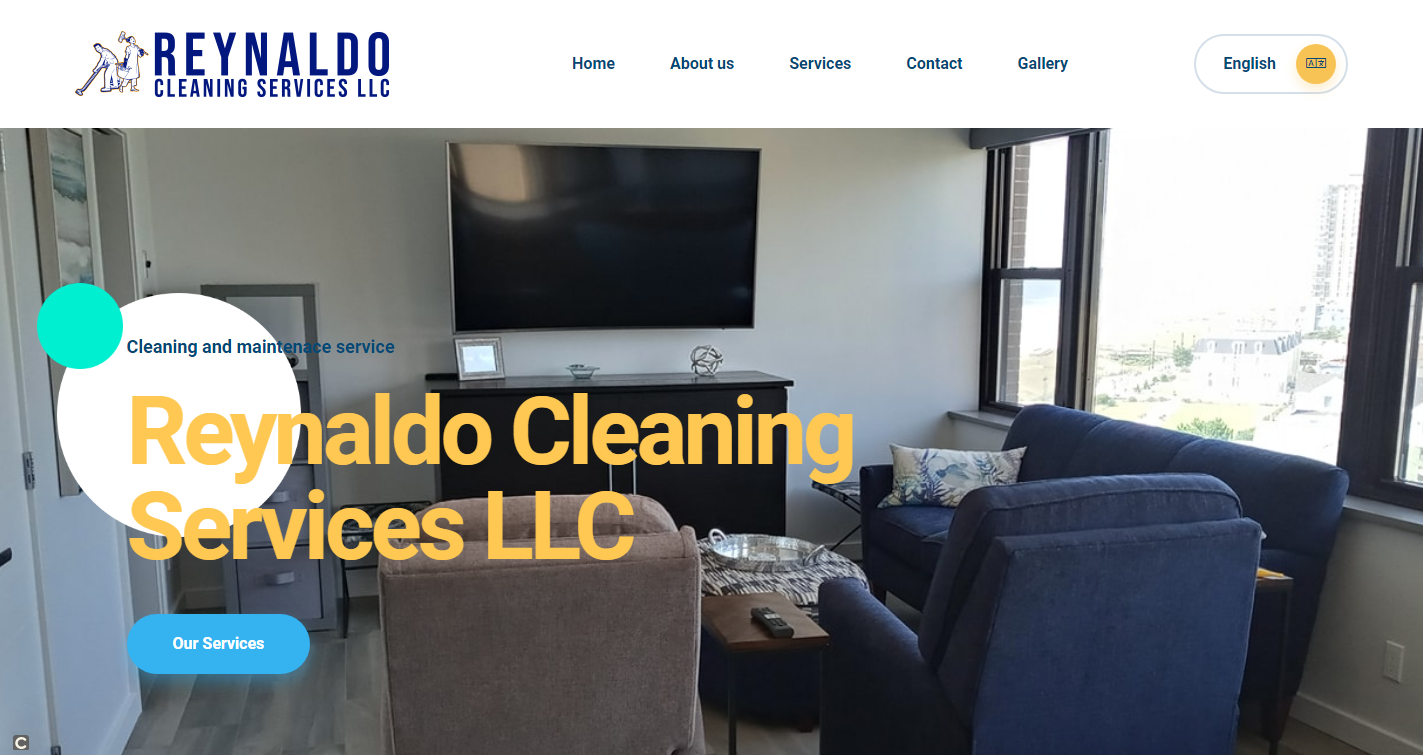 REYNALDO
CLEANING SERVICES LLC
Home About us Services Contact Gallery
English
Cleaning and maintenace service
Reynaldo Cleaning
Services LLC
Our Services
C